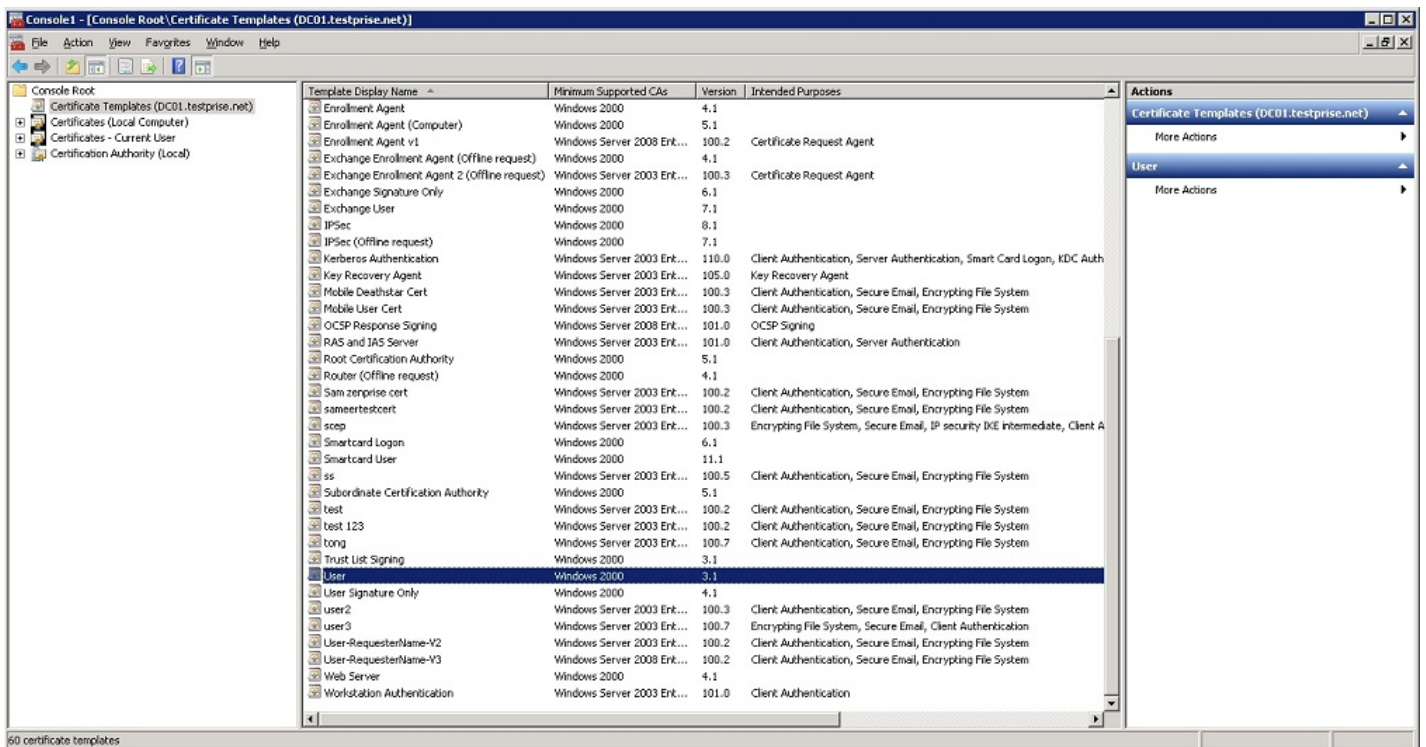 Console1 - [Console Root\Certificate Templates (DC01.testprise.net)]
File Action View Favorites Window Help
Console Root
Certificate Templates (DC01.testprise.net)
Certificates (Local Computer)
Certificates - Current User
Certification Authority (Local)
Template Display Name Minimum Supported CAs Version Intended Purposes
Enrollment Agent Windows 2000 4.1
Enrollment Agent (Computer) Windows 2000 5.1
Enrollment Agent v1 Windows Server 2008 Ent... 100.2 Certificate Request Agent
Exchange Enrollment Agent (Offline request) Windows 2000 4.1
Exchange Enrollment Agent 2 (Offline request) Windows Server 2003 Ent... 100.3 Certificate Request Agent
Exchange Signature Only Windows 2000 6.1
Exchange User Windows 2000 7.1
IPSec Windows 2000 8.1
IPSec (Offline request) Windows 2000 7.1
Kerberos Authentication Windows Server 2003 Ent... 110.0 Client Authentication, Server Authentication, Smart Card Logon, KDC Auth
Key Recovery Agent Windows Server 2003 Ent... 105.0 Key Recovery Agent
Mobile Deathstar Cert Windows Server 2003 Ent... 100.3 Client Authentication, Secure Email, Encrypting File System
Mobile User Cert Windows Server 2003 Ent... 100.3 Client Authentication, Secure Email, Encrypting File System
OCSP Response Signing Windows Server 2008 Ent... 101.0 OCSP Signing
RAS and IAS Server Windows Server 2003 Ent... 101.0 Client Authentication, Server Authentication
Root Certification Authority Windows 2000 5.1
Router (Offline request) Windows 2000 4.1
Sam zenprise cert Windows Server 2003 Ent... 100.2 Client Authentication, Secure Email, Encrypting File System
sameertestcert Windows Server 2003 Ent... 100.2 Client Authentication, Secure Email, Encrypting File System
scep Windows Server 2003 Ent... 100.3 Encrypting File System, Secure Email, IP security IKE intermediate, Client A
Smartcard Logon Windows 2000 6.1
Smartcard User Windows 2000 11.1
ss Windows Server 2003 Ent... 100.5 Client Authentication, Secure Email, Encrypting File System
Subordinate Certification Authority Windows 2000 5.1
test Windows Server 2003 Ent... 100.2 Client Authentication, Secure Email, Encrypting File System
test 123 Windows Server 2003 Ent... 100.2 Client Authentication, Secure Email, Encrypting File System
tong Windows Server 2003 Ent... 100.7 Client Authentication, Secure Email, Encrypting File System
Trust List Signing Windows 2000 3.1
User Windows 2000 3.1
User Signature Only Windows 2000 4.1
user2 Windows Server 2003 Ent... 100.3 Client Authentication, Secure Email, Encrypting File System
user3 Windows Server 2003 Ent... 100.7 Encrypting File System, Secure Email, Client Authentication
User-RequesterName-V2 Windows Server 2003 Ent... 100.2 Client Authentication, Secure Email, Encrypting File System
User-RequesterName-V3 Windows Server 2008 Ent... 100.2 Client Authentication, Secure Email, Encrypting File System
Web Server Windows 2000 4.1
Workstation Authentication Windows Server 2003 Ent... 101.0 Client Authentication
Actions
Certificate Templates (DC01.testprise.net)
More Actions
User
More Actions
60 certificate templates